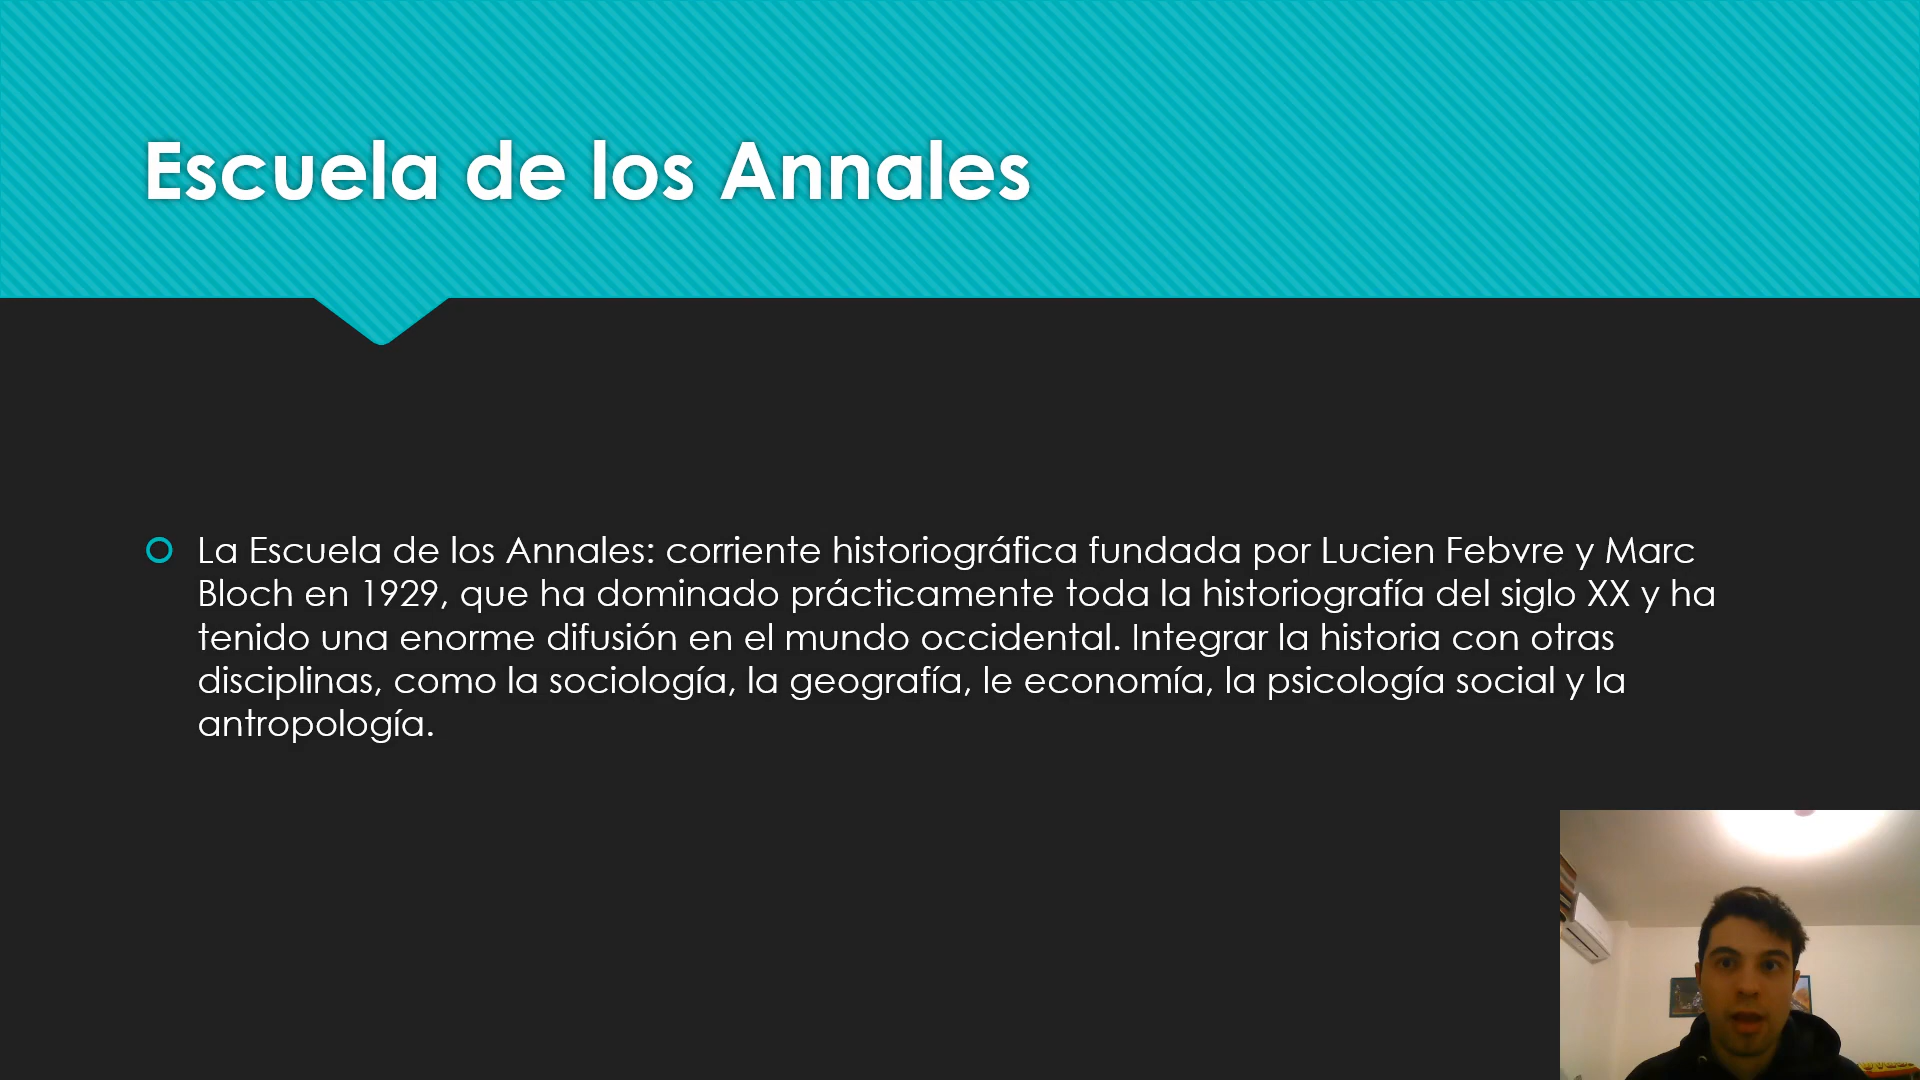 Escuela de los Annales
La Escuela de los Annales: corriente historiográfica fundada por Lucien Febvre y Marc
Bloch en 1929, que ha dominado prácticamente toda la historiografía del siglo XX y ha
tenido una enorme difusión en el mundo occidental. Integrar la historia con otras
disciplinas, como la sociología, la geografía, le economía, la psicología social y la
antropología.